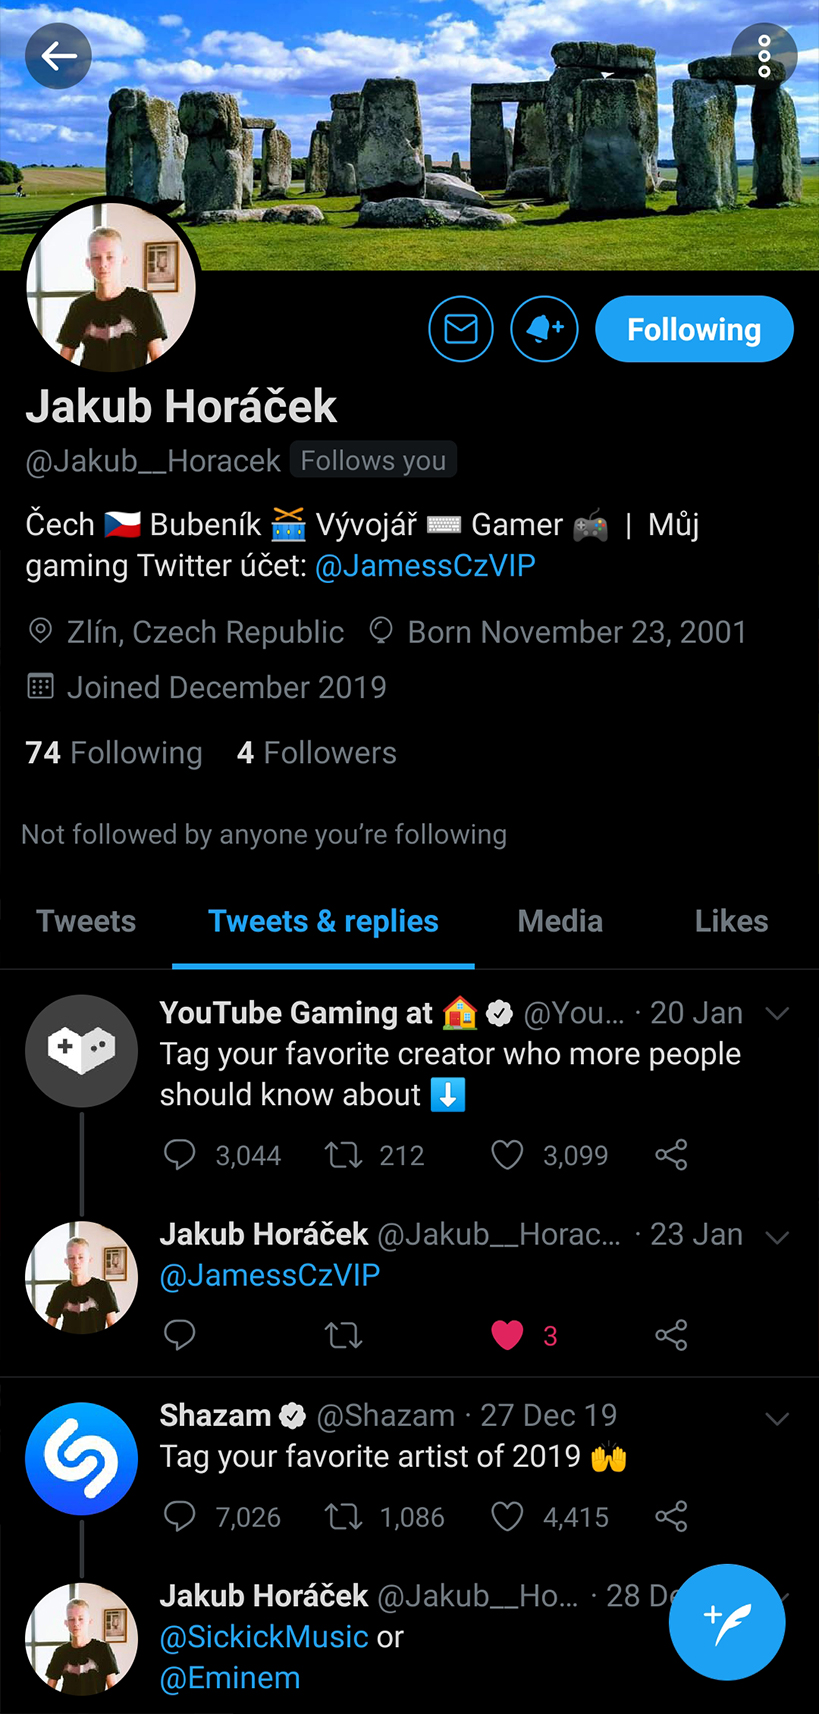 Following
Jakub Horáček
@Jakub__Horacek Follows you
Čech 🇨🇿 Bubeník 🥁 Vývojář ⌨️ Gamer 🎮 | Můj
gaming Twitter účet: @JamessCzVIP
Zlín, Czech Republic Born November 23, 2001
Joined December 2019
74 Following 4 Followers
Not followed by anyone you’re following
Tweets Tweets & replies Media Likes
YouTube Gaming at 🏠 @You... · 20 Jan
Tag your favorite creator who more people
should know about ⬇️
3,044 212 3,099
Jakub Horáček @Jakub__Horac... · 23 Jan
@JamessCzVIP
3
Shazam @Shazam · 27 Dec 19
Tag your favorite artist of 2019 🙌
7,026 1,086 4,415
Jakub Horáček @Jakub__Ho... · 28
@SickickMusic or
@Eminem